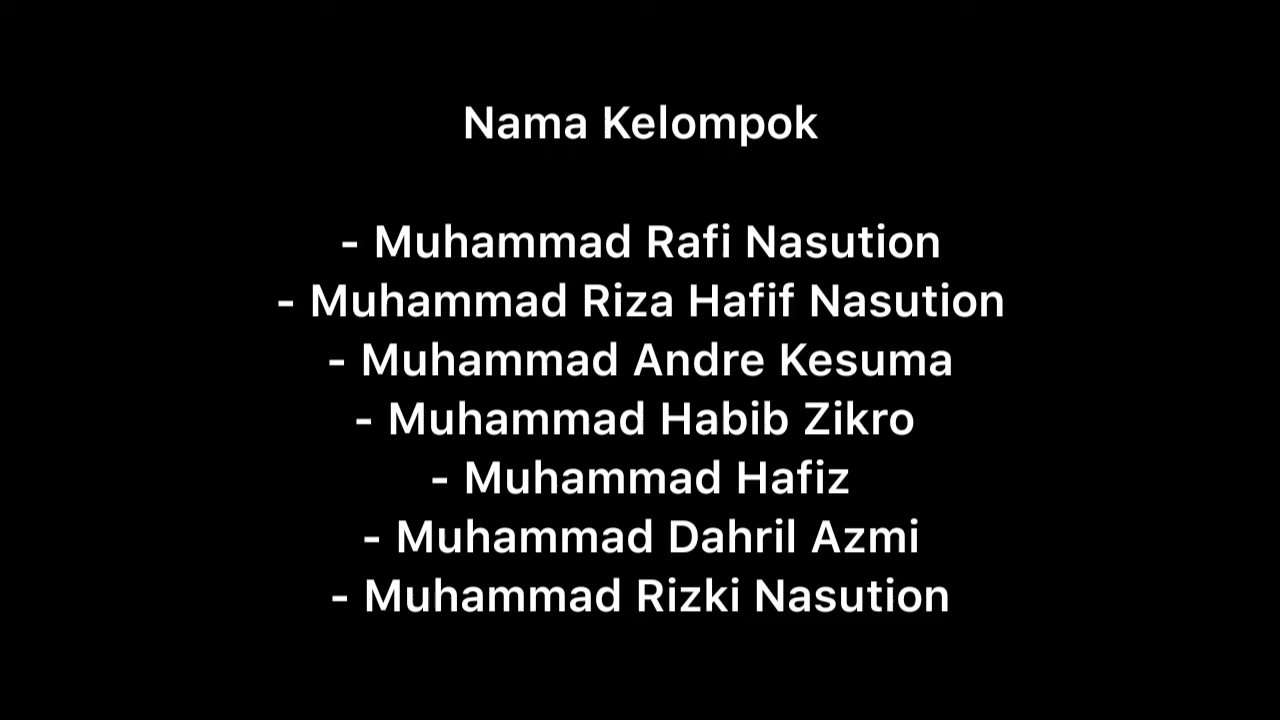 Nama Kelompok
- Muhammad Rafi Nasution
- Muhammad Riza Hafif Nasution
- Muhammad Andre Kesuma
- Muhammad Habib Zikro
- Muhammad Hafiz
- Muhammad Dahril Azmi
- Muhammad Rizki Nasution